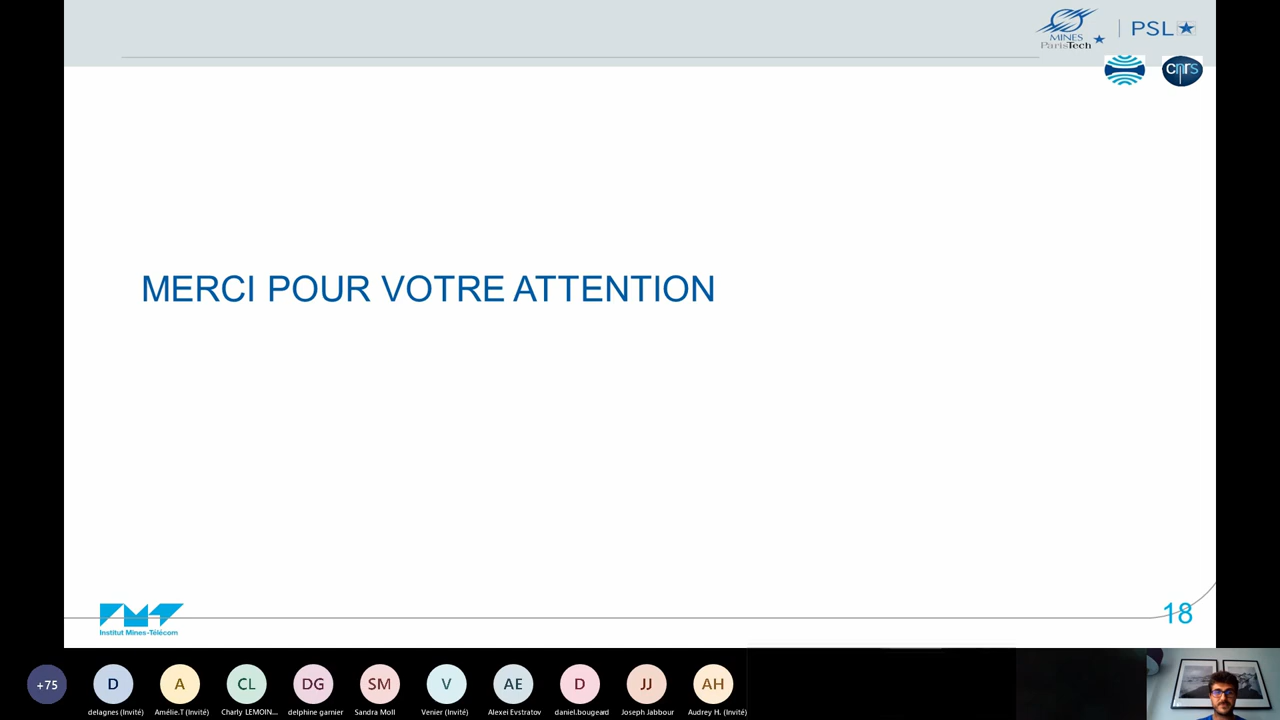 MINES
ParisTech
PSL
cnrs
MERCI POUR VOTRE ATTENTION
Institut Mines-Télécom
18
+75
D
A
CL
DG
SM
V
AE
D
JJ
AH
delagnes (Invité)
Amélie.T (Invité)
Charly LEMOIN...
delphine garnier
Sandra Moll
Venier (Invité)
Alexei Evstratov
daniel.bougeard
Joseph Jabbour
Audrey H. (Invité)